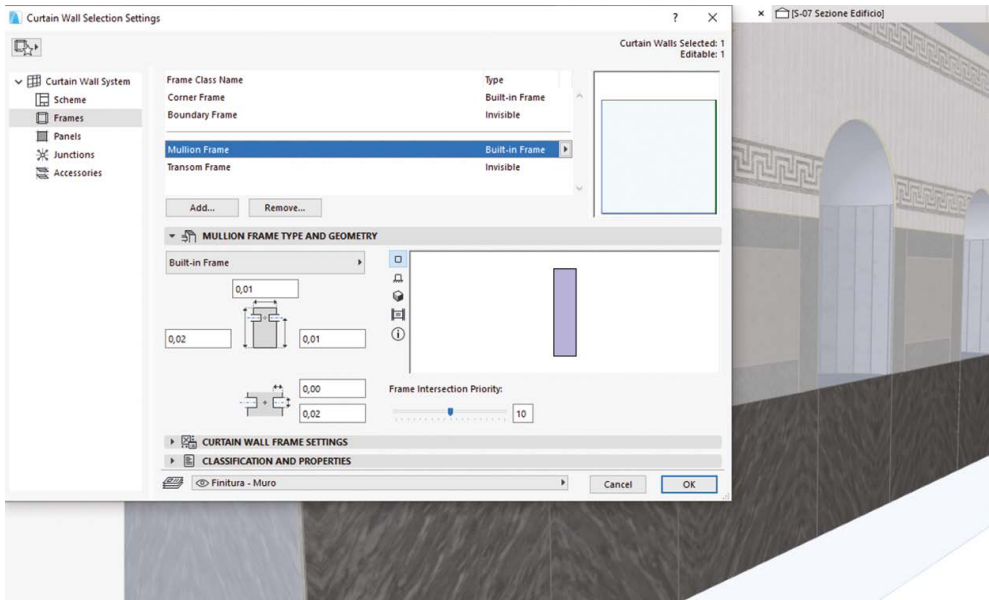 Curtain Wall Selection Settings
? ×
× [S-07 Sezione Edificio]
Curtain Walls Selected: 1
Editable: 1
Curtain Wall System
Scheme
Frames
Panels
Junctions
Accessories
Frame Class Name Type
Corner Frame Built-in Frame
Boundary Frame Invisible
Mullion Frame Built-in Frame
Transom Frame Invisible
Add... Remove...
MULLION FRAME TYPE AND GEOMETRY
Built-in Frame
0,01
0,02 0,01
0,00
0,02
Frame Intersection Priority:
10
CURTAIN WALL FRAME SETTINGS
CLASSIFICATION AND PROPERTIES
Finitura - Muro
Cancel OK